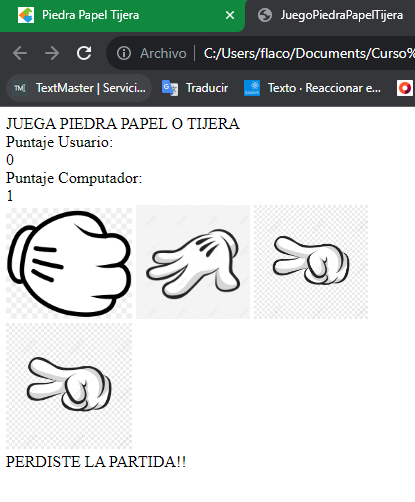 Piedra Papel Tijera
JuegoPiedraPapelTijera
Archivo C:/Users/flaco/Documents/Curso%
TM TextMaster | Servici...
Traducir
Texto · Reaccionar e...
JUEGA PIEDRA PAPEL O TIJERA
Puntaje Usuario:
0
Puntaje Computador:
1
PERDISTE LA PARTIDA!!